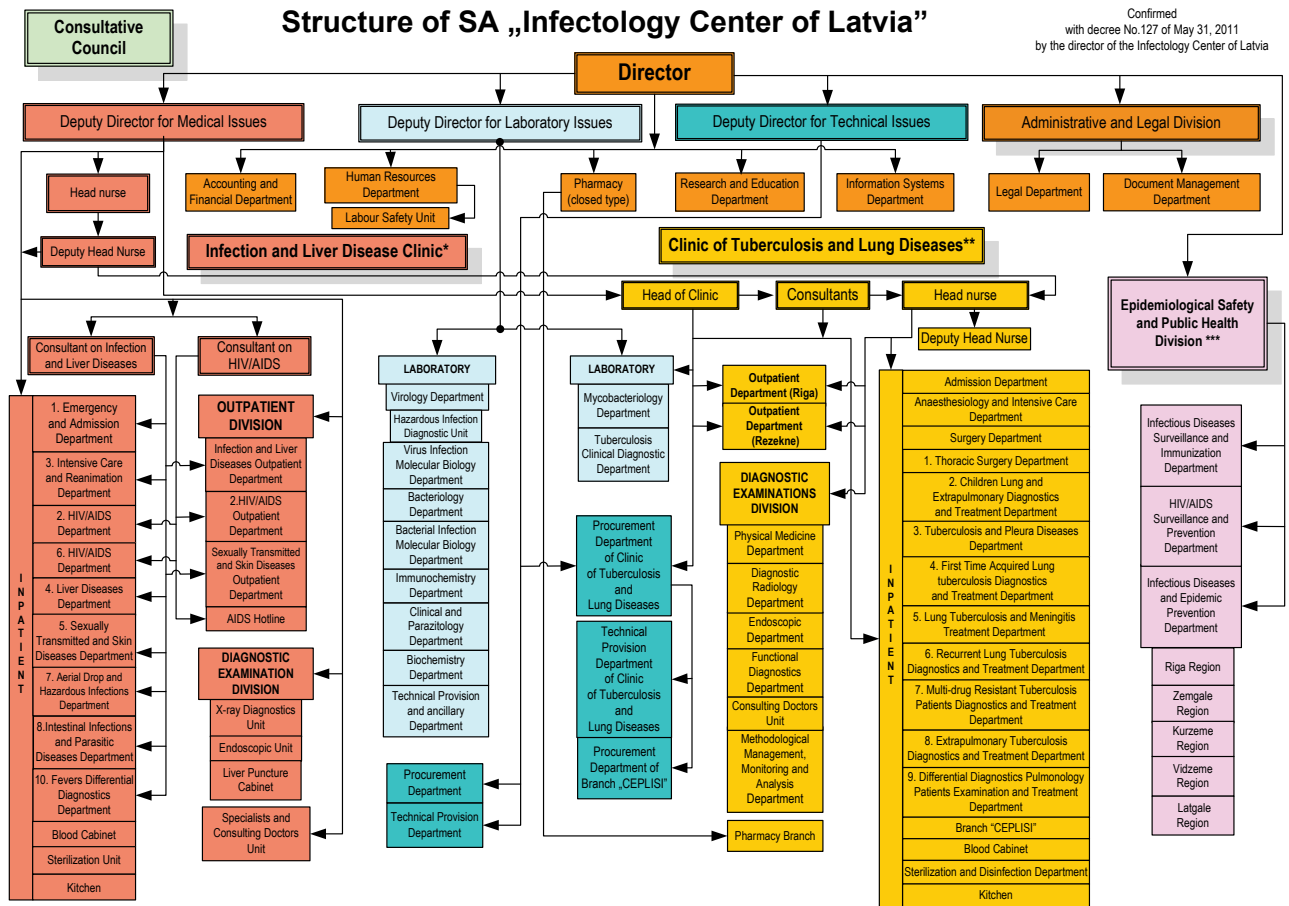 Structure of SA „Infectology Center of Latvia”
Confirmed
with decree No.127 of May 31, 2011
by the director of the Infectology Center of Latvia
Consultative
Council
Director
Deputy Director for Medical Issues
Deputy Director for Laboratory Issues
Deputy Director for Technical Issues
Administrative and Legal Division
Head nurse
Accounting and
Financial Department
Human Resources
Department
Labour Safety Unit
Pharmacy
(closed type)
Research and Education
Department
Information Systems
Department
Legal Department
Document Management
Department
Deputy Head Nurse
Infection and Liver Disease Clinic*
Clinic of Tuberculosis and Lung Diseases**
Head of Clinic
Consultants
Head nurse
Deputy Head Nurse
Epidemiological Safety
and Public Health
Division ***
Consultant on Infection
and Liver Diseases
Consultant on
HIV/AIDS
INPATIENT
1. Emergency
and Admission
Department
3. Intensive Care
and Reanimation
Department
2. HIV/AIDS
Department
6. HIV/AIDS
Department
4. Liver Diseases
Department
5. Sexually
Transmitted and Skin
Diseases Department
7. Aerial Drop and
Hazardous Infections
Department
8.Intestinal Infections
and Parasitic
Diseases Department
10. Fevers Differential
Diagnostics
Department
Blood Cabinet
Sterilization Unit
Kitchen
OUTPATIENT
DIVISION
Infection and Liver
Diseases Outpatient
Department
2.HIV/AIDS
Outpatient
Department
Sexually Transmitted
and Skin Diseases
Outpatient
Department
AIDS Hotline
DIAGNOSTIC
EXAMINATION
DIVISION
X-ray Diagnostics
Unit
Endoscopic Unit
Liver Puncture
Cabinet
Specialists and
Consulting Doctors
Unit
LABORATORY
Virology Department
Hazardous Infection
Diagnostic Unit
Virus Infection
Molecular Biology
Department
Bacteriology
Department
Bacterial Infection
Molecular Biology
Department
Immunochemistry
Department
Clinical and
Parazitology
Department
Biochemistry
Department
Technical Provision
and ancillary
Department
Procurement
Department
Technical Provision
Department
LABORATORY
Mycobacteriology
Department
Tuberculosis
Clinical Diagnostic
Department
Procurement
Department
of Clinic
of Tuberculosis
and
Lung Diseases
Technical
Provision
Department
of Clinic
of Tuberculosis
and
Lung Diseases
Procurement
Department of
Branch „CEPLISI”
Outpatient
Department (Riga)
Outpatient
Department
(Rezekne)
DIAGNOSTIC
EXAMINATIONS
DIVISION
Physical Medicine
Department
Diagnostic
Radiology
Department
Endoscopic
Department
Functional
Diagnostics
Department
Consulting Doctors
Unit
Methodological
Management,
Monitoring and
Analysis
Department
Pharmacy Branch
INPATIENT
Admission Department
Anaesthesiology and Intensive Care
Department
Surgery Department
1. Thoracic Surgery Department
2. Children Lung and
Extrapulmonary Diagnostics
and Treatment Department
3. Tuberculosis and Pleura Diseases
Department
4. First Time Acquired Lung
tuberculosis Diagnostics
and Treatment Department
5. Lung Tuberculosis and Meningitis
Treatment Department
6. Recurrent Lung Tuberculosis
Diagnostics and Treatment Department
7. Multi-drug Resistant Tuberculosis
Patients Diagnostics and Treatment
Department
8. Extrapulmonary Tuberculosis
Diagnostics and Treatment Department
9. Differential Diagnostics Pulmonology
Patients Examination and Treatment
Department
Branch “CEPLISI”
Blood Cabinet
Sterilization and Disinfection Department
Kitchen
Infectious Diseases
Surveillance and
Immunization
Department
HIV/AIDS
Surveillance and
Prevention
Department
Infectious Diseases
and Epidemic
Prevention
Department
Riga Region
Zemgale
Region
Kurzeme
Region
Vidzeme
Region
Latgale
Region